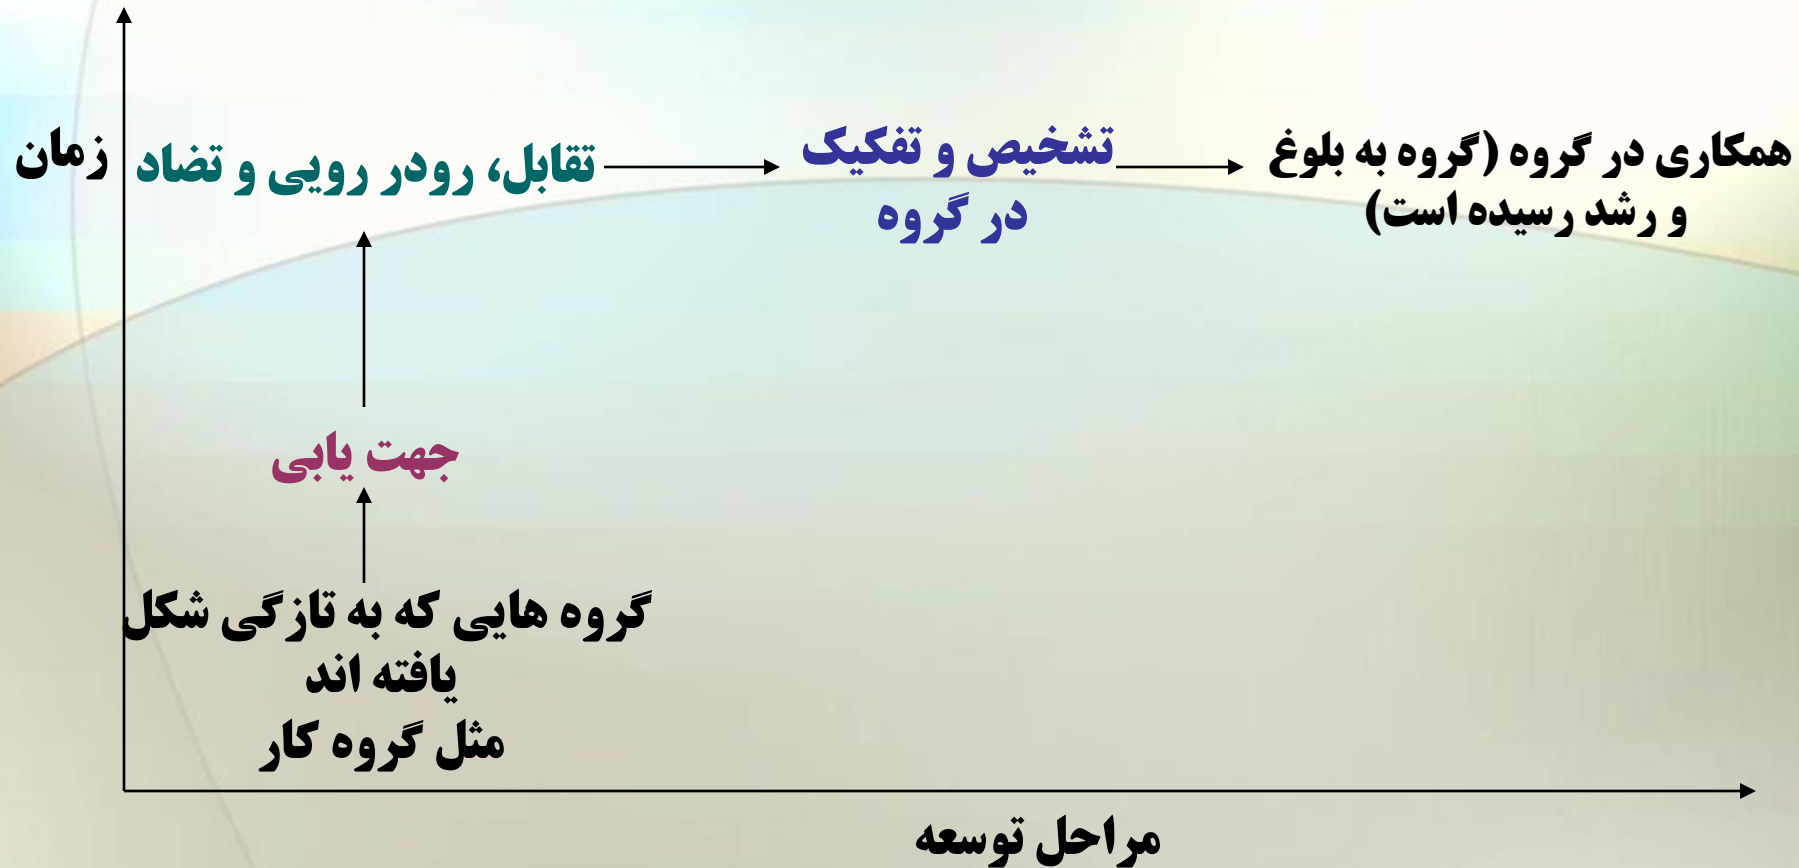 زمان
تقابل، رودر رویی و تضاد
تشخیص و تفکیک
در گروه
همکاری در گروه (گروه به بلوغ
و رشد رسیده است)
جهت یابی
گروه هایی که به تازگی شکل
یافته اند
مثل گروه کار
مراحل توسعه